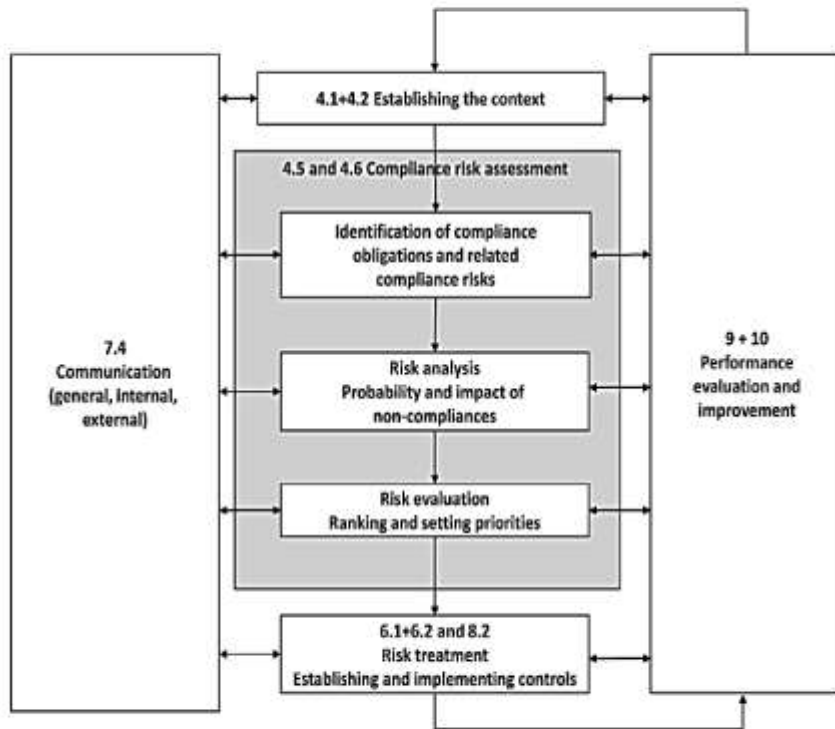 4.1+4.2 Establishing the context
4.5 and 4.6 Compliance risk assessment
Identification of compliance
obligations and related
compliance risks
7.4
Communication
(general, internal,
external)
Risk analysis
Probability and impact of
non-compliances
9 + 10
Performance
evaluation and
improvement
Risk evaluation
Ranking and setting priorities
6.1+6.2 and 8.2
Risk treatment
Establishing and implementing controls